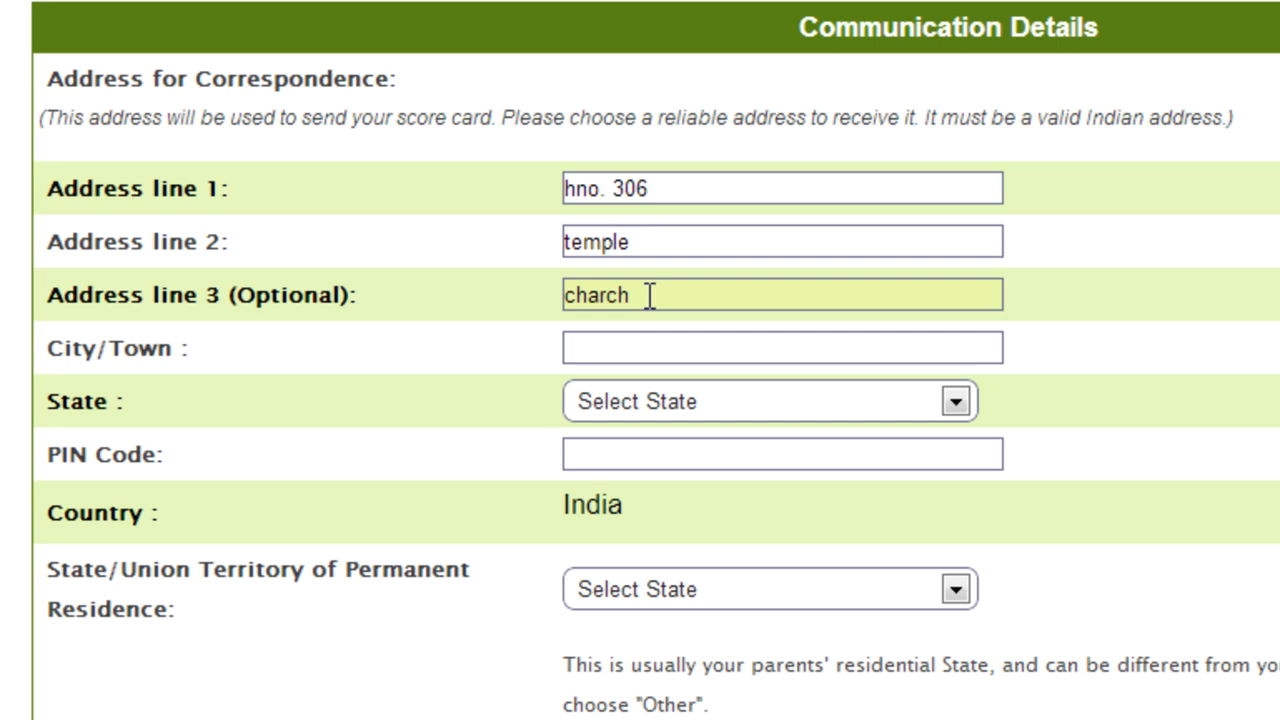 Communication Details
Address for Correspondence:
(This address will be used to send your score card. Please choose a reliable address to receive it. It must be a valid Indian address.)
Address line 1: hno. 306
Address line 2: temple
Address line 3 (Optional): charch
City/Town :
State : Select State
PIN Code:
Country : India
State/Union Territory of Permanent
Residence: Select State
This is usually your parents' residential State, and can be different from
choose "Other".